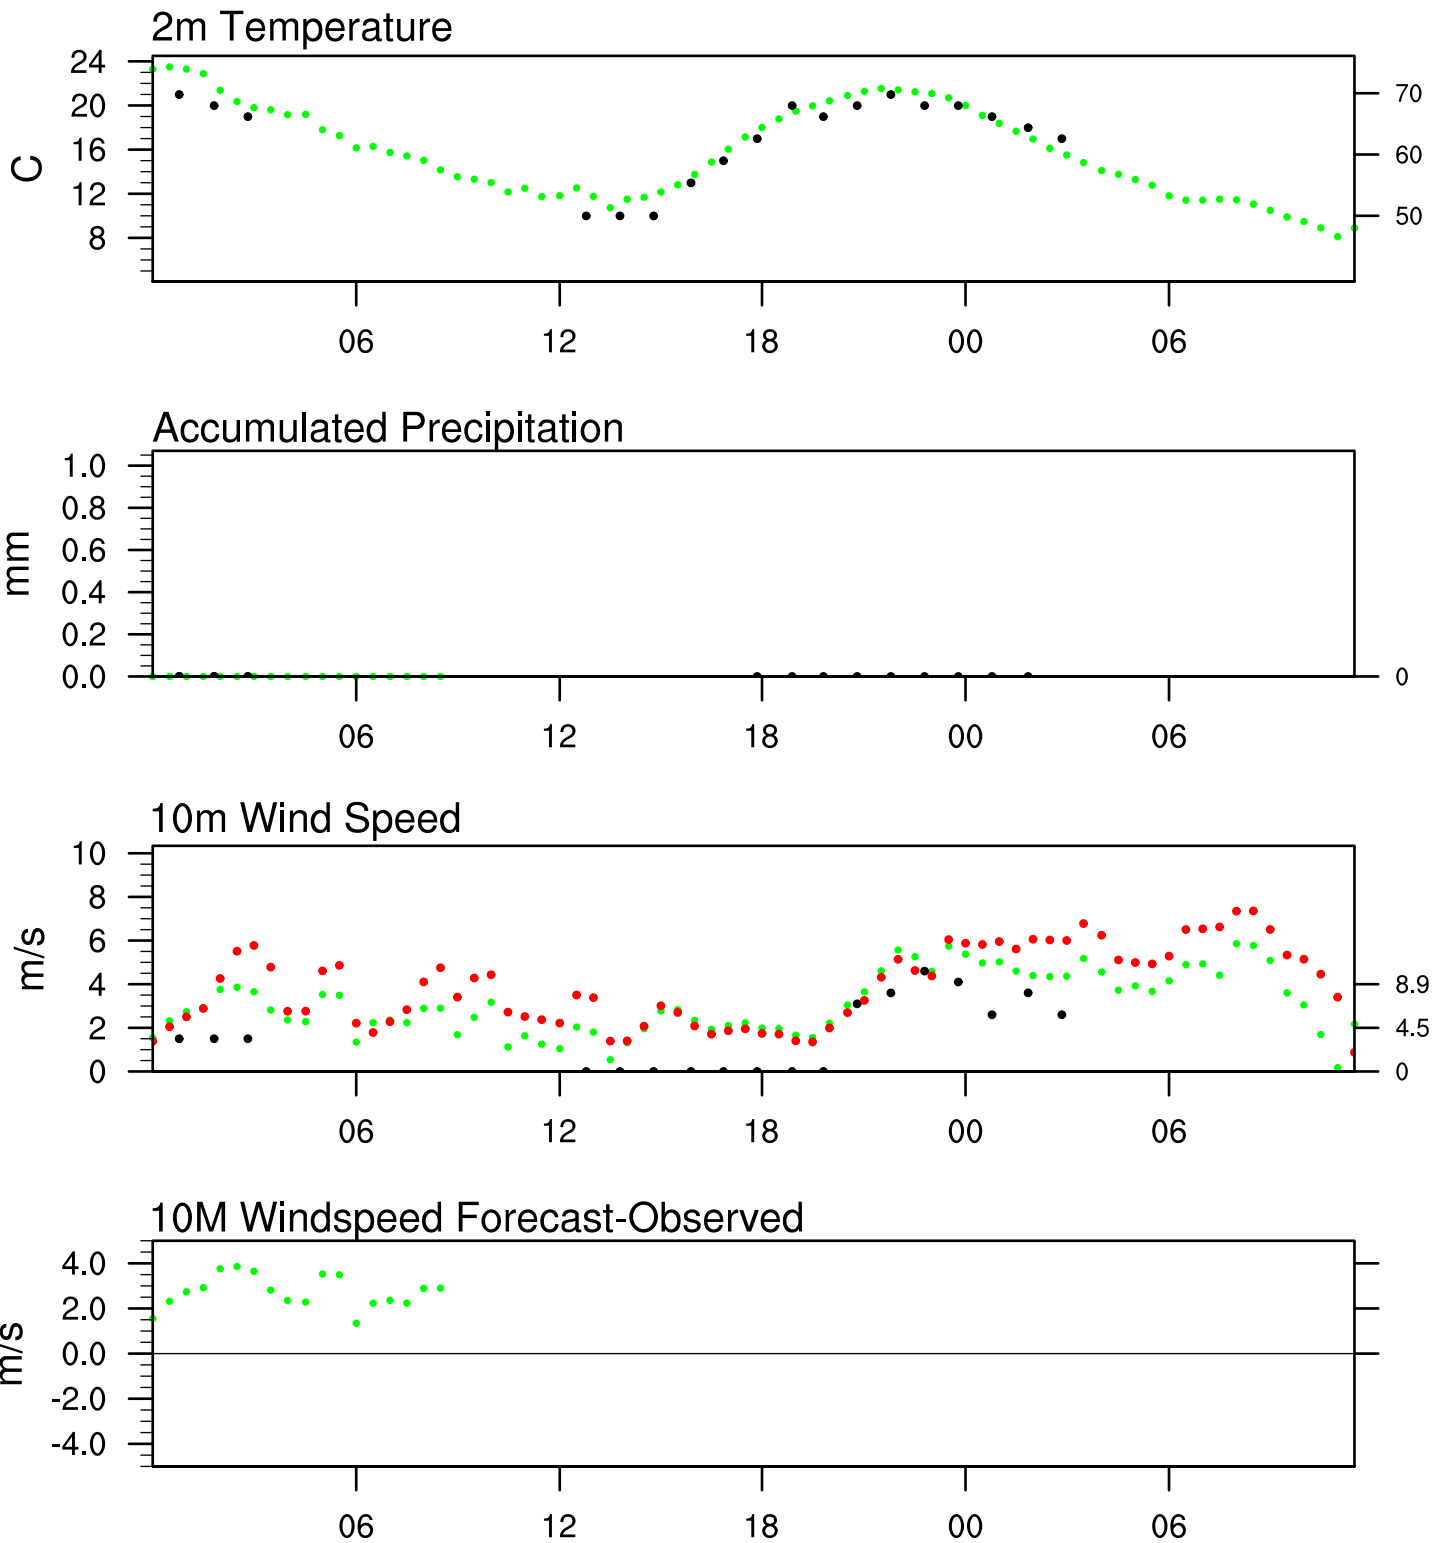 2m Temperature
24
20
16
12
8
C
70
60
50
06 12 18 00 06
Accumulated Precipitation
1.0
0.8
0.6
0.4
0.2
0.0
mm
0
06 12 18 00 06
10m Wind Speed
10
8
6
4
2
0
m/s
8.9
4.5
0
06 12 18 00 06
10M Windspeed Forecast-Observed
4.0
2.0
0.0
-2.0
-4.0
m/s
06 12 18 00 06